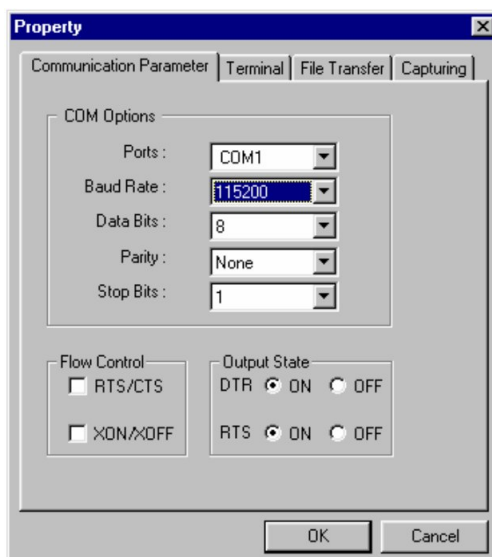 Property
Communication Parameter Terminal File Transfer Capturing
COM Options
Ports : COM1
Baud Rate : 115200
Data Bits : 8
Parity : None
Stop Bits : 1
Flow Control
RTS/CTS
XON/XOFF
Output State
DTR ON OFF
RTS ON OFF
OK Cancel